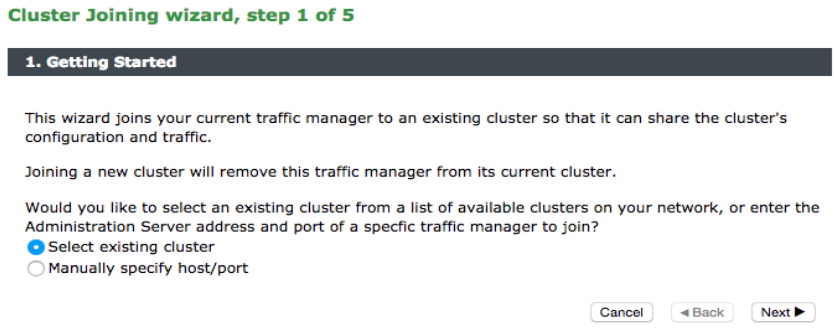 Cluster Joining wizard, step 1 of 5
1. Getting Started
This wizard joins your current traffic manager to an existing cluster so that it can share the cluster's
configuration and traffic.
Joining a new cluster will remove this traffic manager from its current cluster.
Would you like to select an existing cluster from a list of available clusters on your network, or enter the
Administration Server address and port of a specfic traffic manager to join?
Select existing cluster
Manually specify host/port
Cancel ◀ Back Next ▶